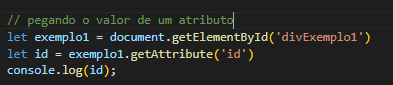 // pegando o valor de um atributo
let exemplo1 = document.getElementById('divExemplo1')
let id = exemplo1.getAttribute('id')
console.log(id);